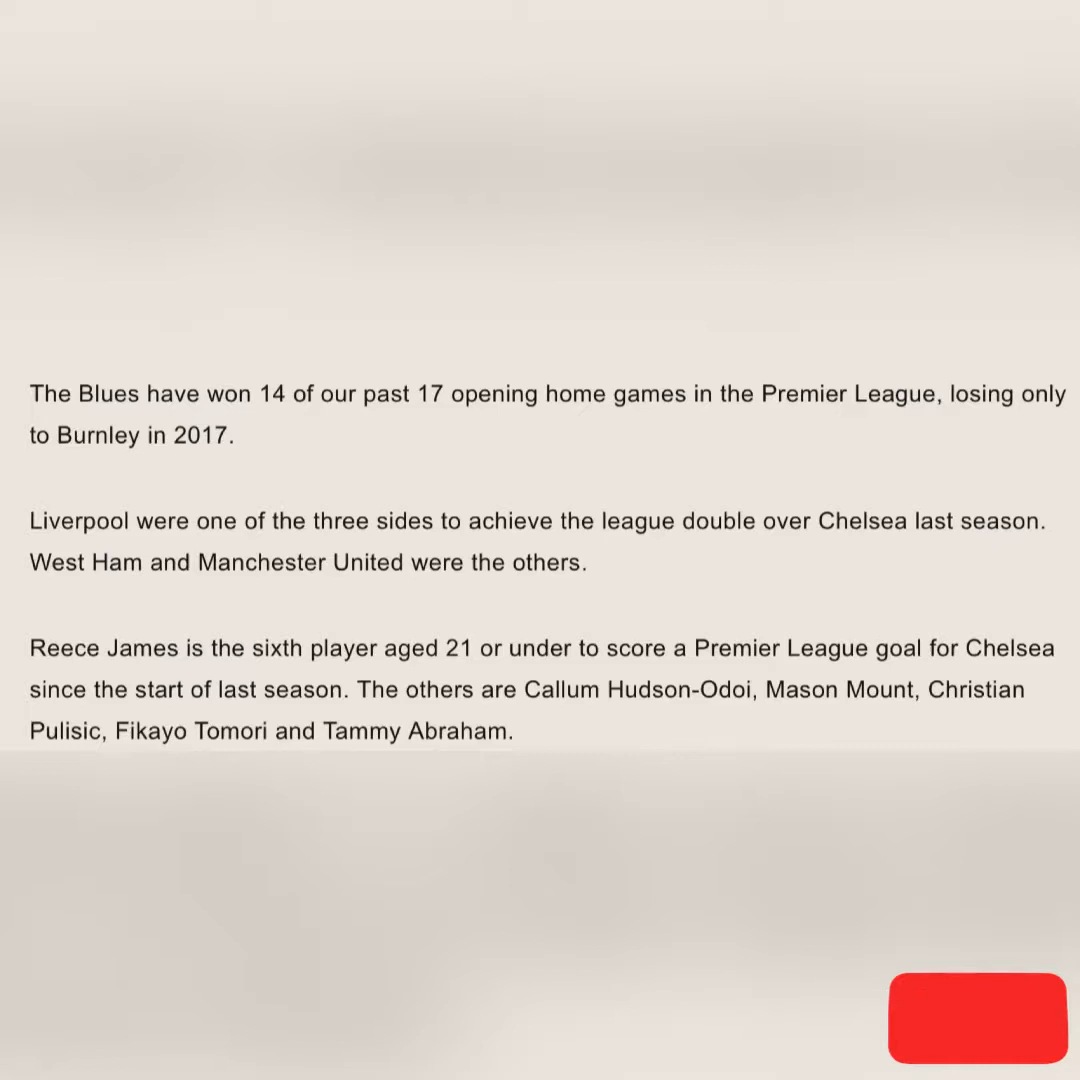 The Blues have won 14 of our past 17 opening home games in the Premier League, losing only
to Burnley in 2017.
Liverpool were one of the three sides to achieve the league double over Chelsea last season.
West Ham and Manchester United were the others.
Reece James is the sixth player aged 21 or under to score a Premier League goal for Chelsea
since the start of last season. The others are Callum Hudson-Odoi, Mason Mount, Christian
Pulisic, Fikayo Tomori and Tammy Abraham.